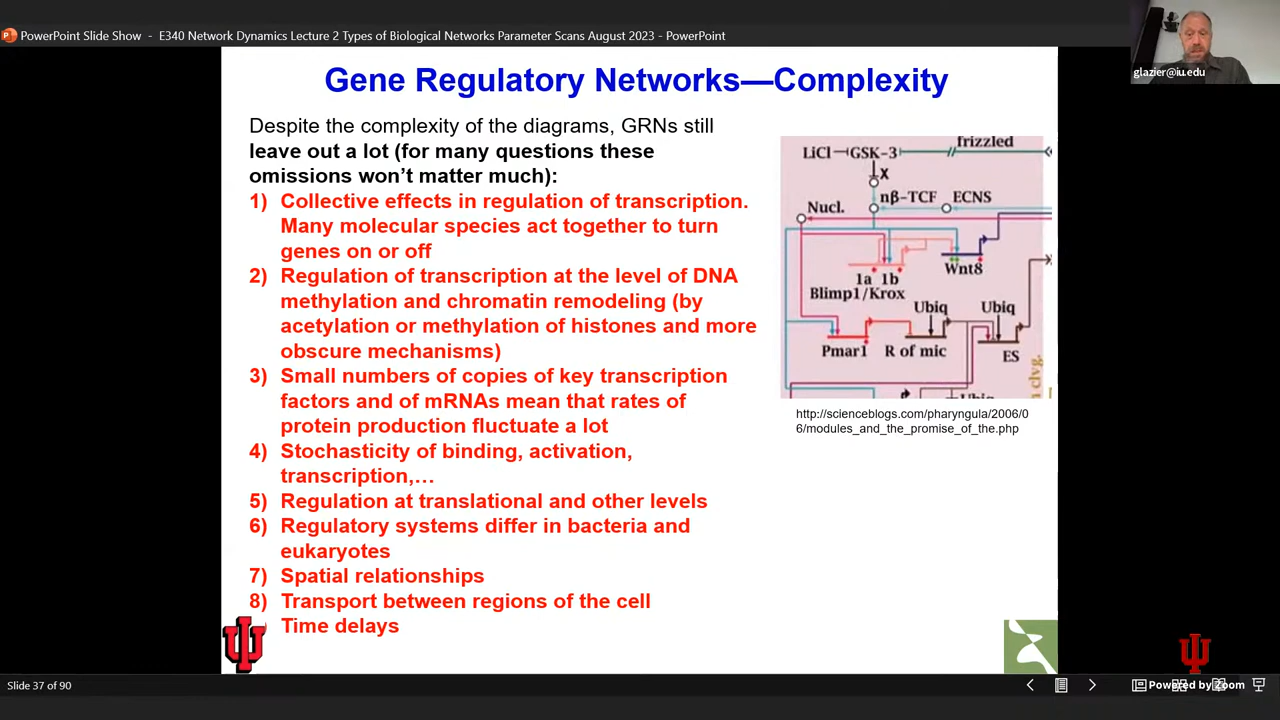 PowerPoint Slide Show - E340 Network Dynamics Lecture 2 Types of Biological Networks Parameter Scans August 2023 - PowerPoint
glazier@iu.edu
Gene Regulatory Networks—Complexity
Despite the complexity of the diagrams, GRNs still
leave out a lot (for many questions these
omissions won't matter much):
1) Collective effects in regulation of transcription.
Many molecular species act together to turn
genes on or off
2) Regulation of transcription at the level of DNA
methylation and chromatin remodeling (by
acetylation or methylation of histones and more
obscure mechanisms)
3) Small numbers of copies of key transcription
factors and of mRNAs mean that rates of
protein production fluctuate a lot
4) Stochasticity of binding, activation,
transcription,…
5) Regulation at translational and other levels
6) Regulatory systems differ in bacteria and
eukaryotes
7) Spatial relationships
8) Transport between regions of the cell
Time delays
frizzled
LiCl GSK-3
X
nβ-TCF ECNS
Nucl.
1a 1b Wnt8
Blimp1/Krox
Ubiq Ubiq
Pmar1 R of mic ES
clvg.
Ubiq
http://scienceblogs.com/pharyngula/2006/0
6/modules_and_the_promise_of_the.php
Slide 37 of 90
Powered by Zoom